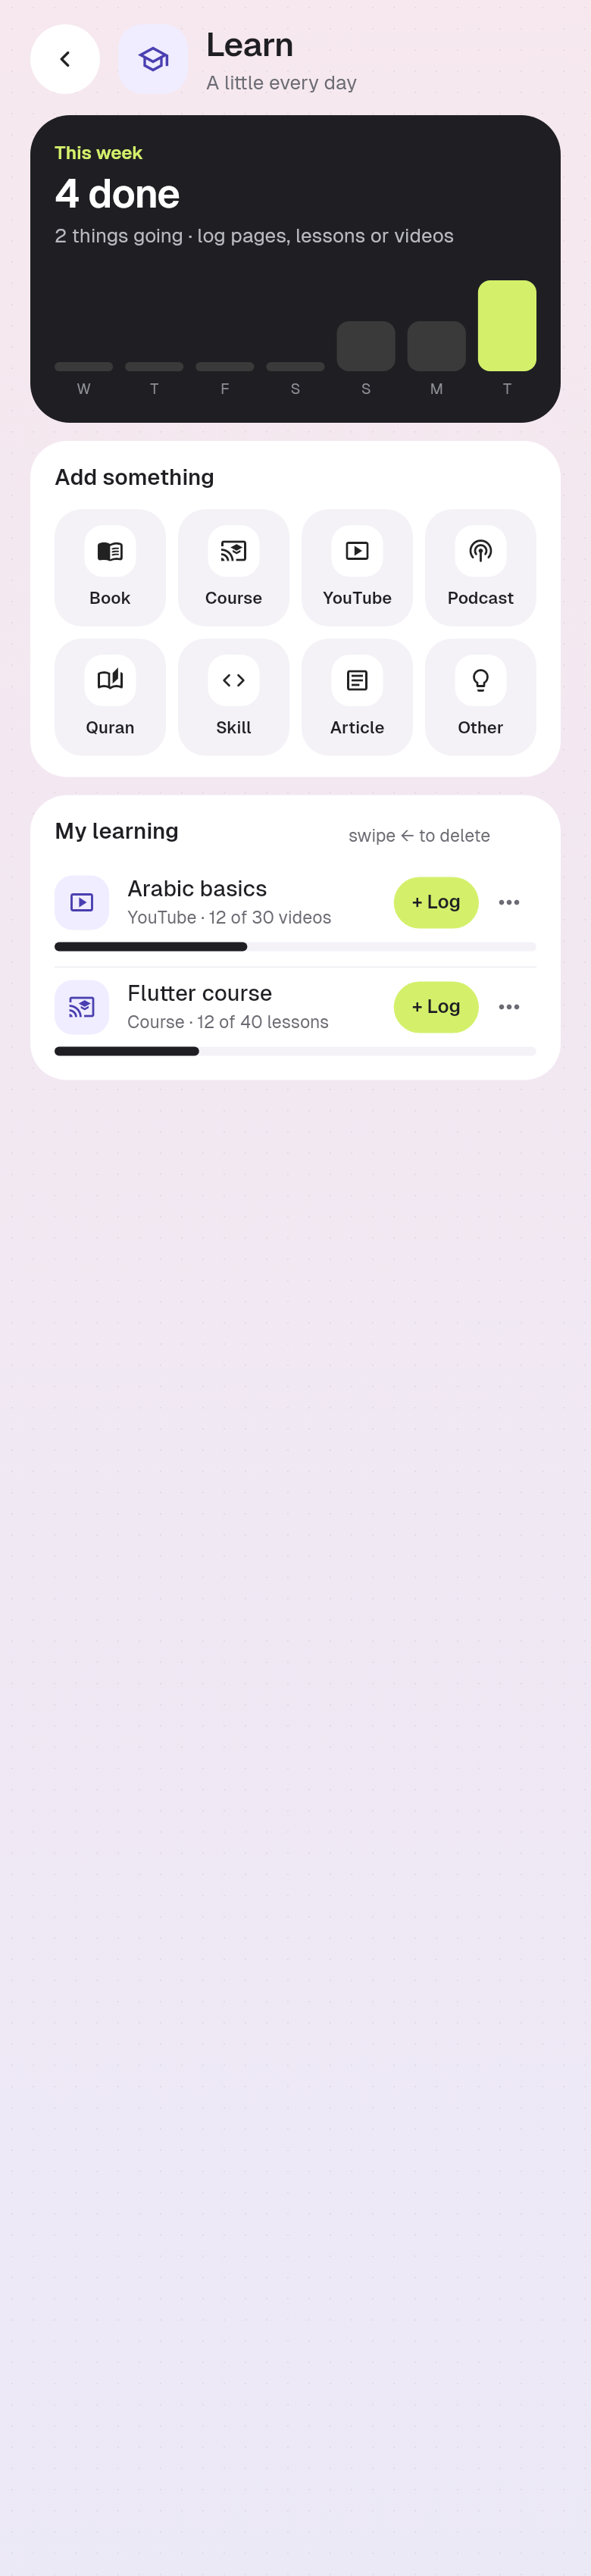 Learn
A little every day
This week
4 done
2 things going · log pages, lessons or videos
W T F S S M T
Add something
Book Course YouTube Podcast
Quran Skill Article Other
My learning swipe ← to delete
Arabic basics
YouTube · 12 of 30 videos
+ Log
Flutter course
Course · 12 of 40 lessons
+ Log